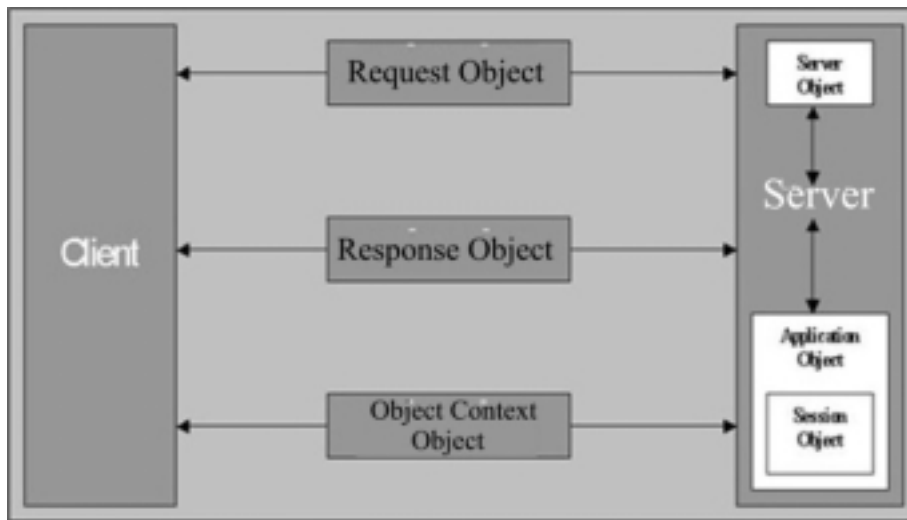 Client
Request Object
Response Object
Object Context
Object
Server
Object
Server
Application
Object
Session
Object